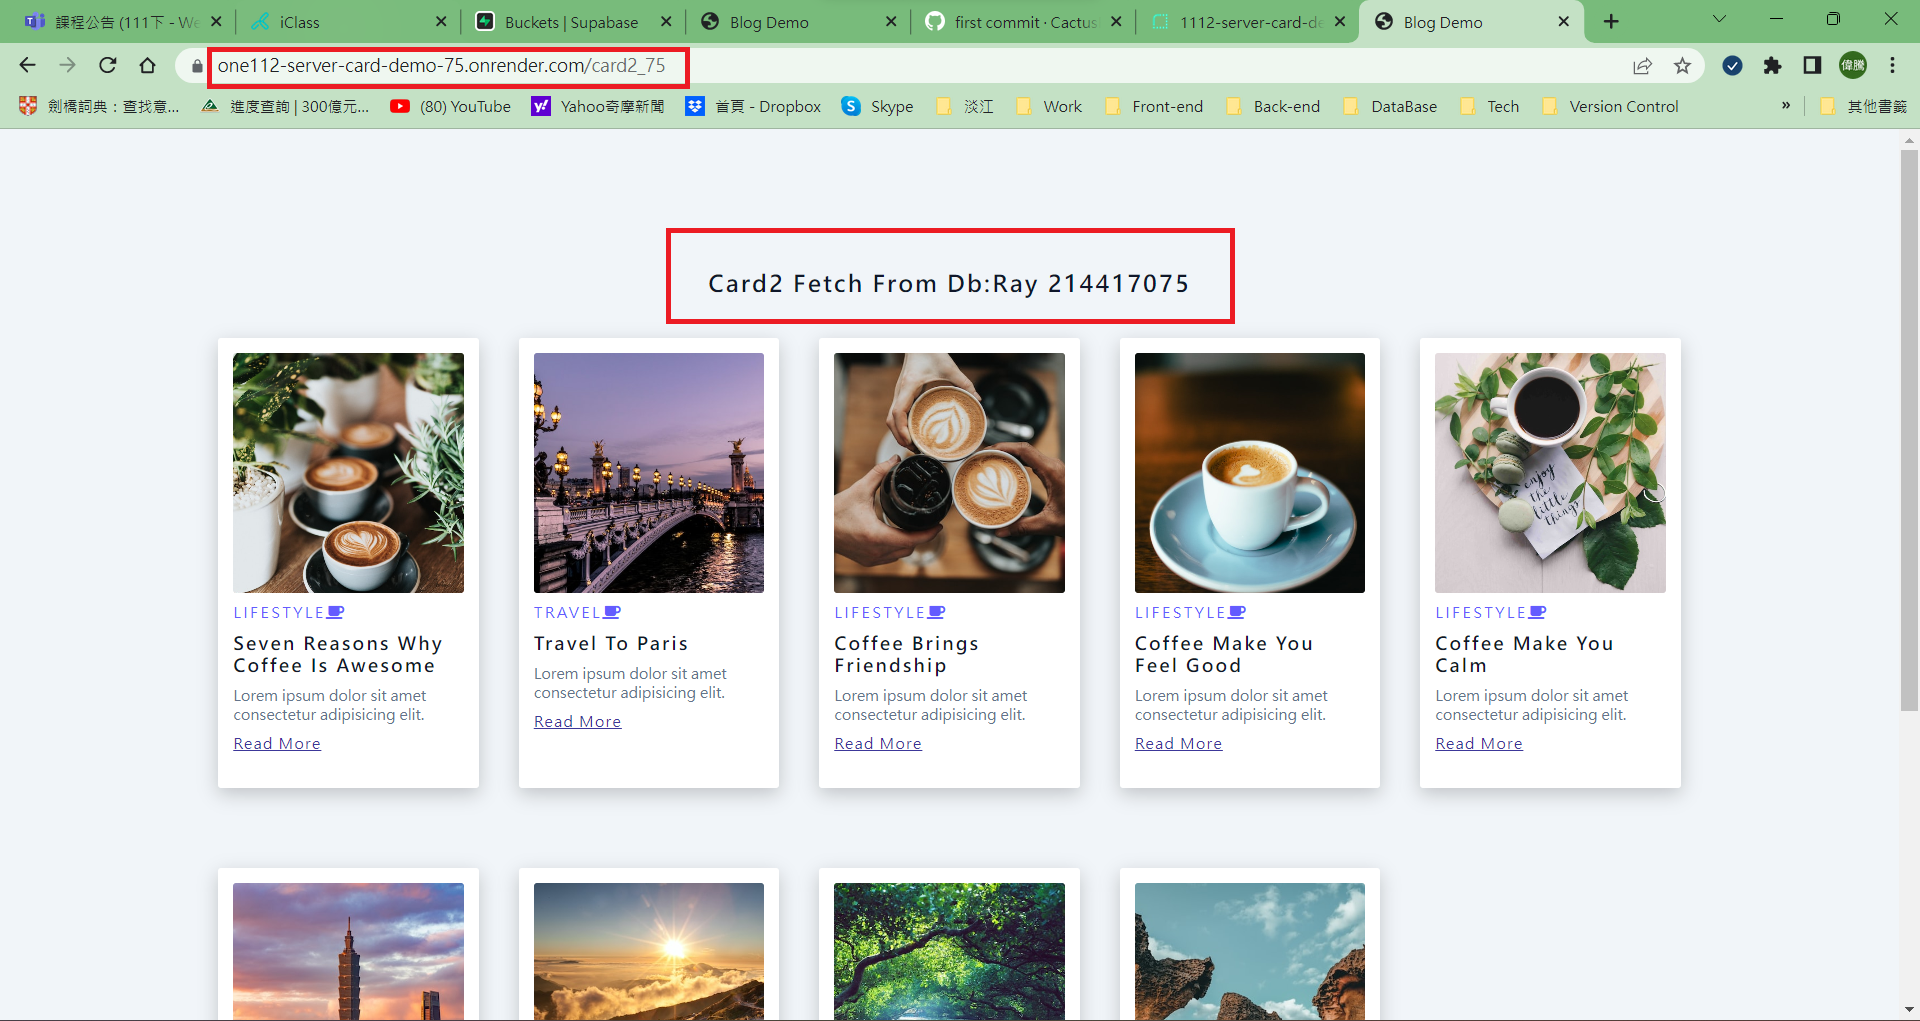 課程公告 (111下 - We
iClass
Buckets | Supabase
Blog Demo
first commit · Cactus
1112-server-card-de
Blog Demo
one112-server-card-demo-75.onrender.com/card2_75
偉騰
劍橋詞典：查找意...
進度查詢 | 300億元...
(80) YouTube
Yahoo奇摩新聞
首頁 - Dropbox
Skype
淡江
Work
Front-end
Back-end
DataBase
Tech
Version Control
»
其他書籤
Card2 Fetch From Db:Ray 214417075
enjoy
the
little
things
LIFESTYLE
Seven Reasons Why
Coffee Is Awesome
Lorem ipsum dolor sit amet
consectetur adipisicing elit.
Read More
TRAVEL
Travel To Paris
Lorem ipsum dolor sit amet
consectetur adipisicing elit.
Read More
LIFESTYLE
Coffee Brings
Friendship
Lorem ipsum dolor sit amet
consectetur adipisicing elit.
Read More
LIFESTYLE
Coffee Make You
Feel Good
Lorem ipsum dolor sit amet
consectetur adipisicing elit.
Read More
LIFESTYLE
Coffee Make You
Calm
Lorem ipsum dolor sit amet
consectetur adipisicing elit.
Read More